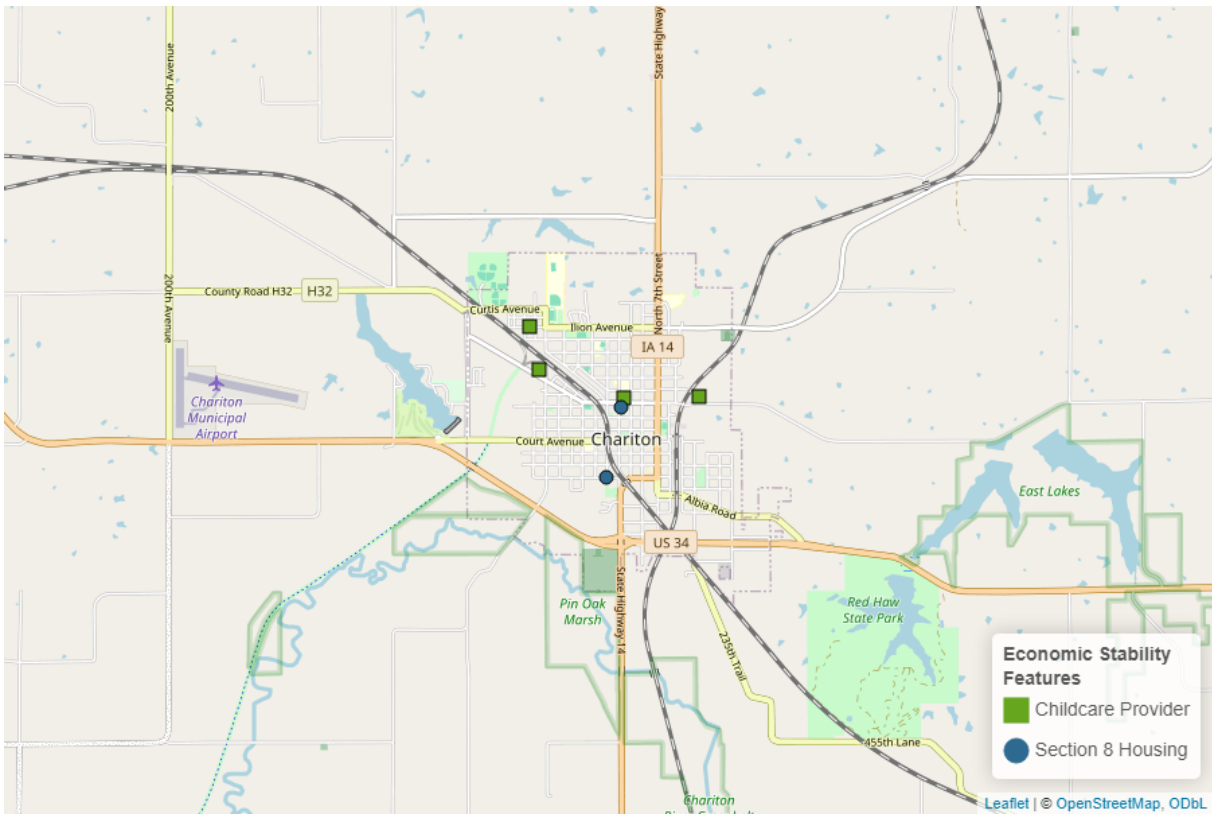 200th Avenue
State Highway
200th Avenue
County Road H32
H32
Curtis Avenue
Ilion Avenue
North 7th Street
IA 14
Chariton
Municipal
Airport
Court Avenue
Chariton
Albia Road
East Lakes
US 34
Pin Oak
Marsh
State Highway 14
Red Haw
State Park
235th Trail
455th Lane
Economic Stability
Features
Childcare Provider
Section 8 Housing
Chariton
Leaflet | © OpenStreetMap, ODbL